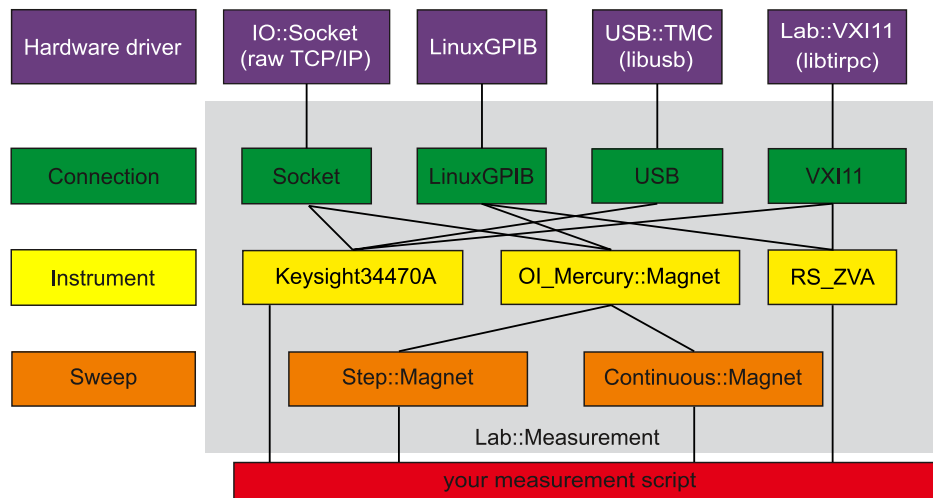 Hardware driver
IO::Socket
(raw TCP/IP)
LinuxGPIB
USB::TMC
(libusb)
Lab::VXI11
(libtirpc)
Connection
Socket
LinuxGPIB
USB
VXI11
Instrument
Keysight34470A
OI_Mercury::Magnet
RS_ZVA
Sweep
Step::Magnet
Continuous::Magnet
Lab::Measurement
your measurement script